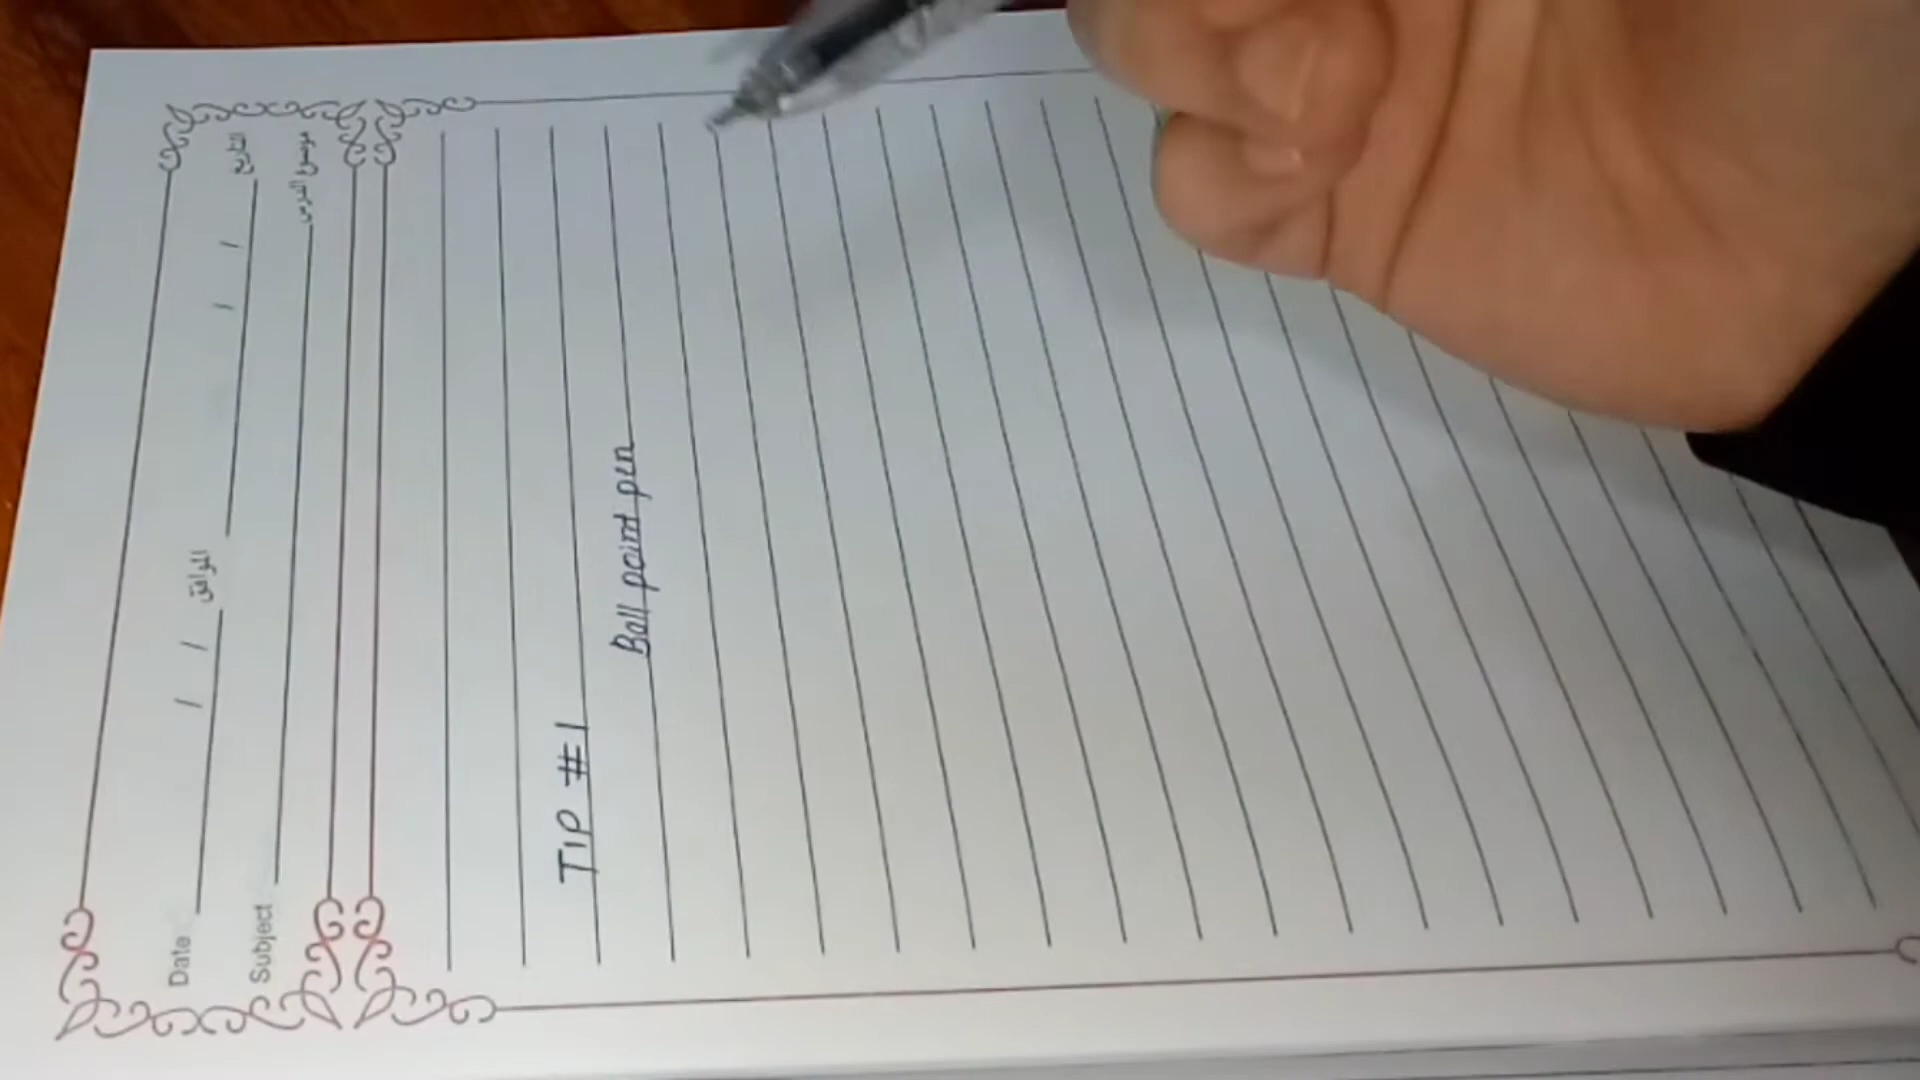 Date / / الموافق / / التاريخ
Subject موضوع الدرس
TIP #1
Ball point pen